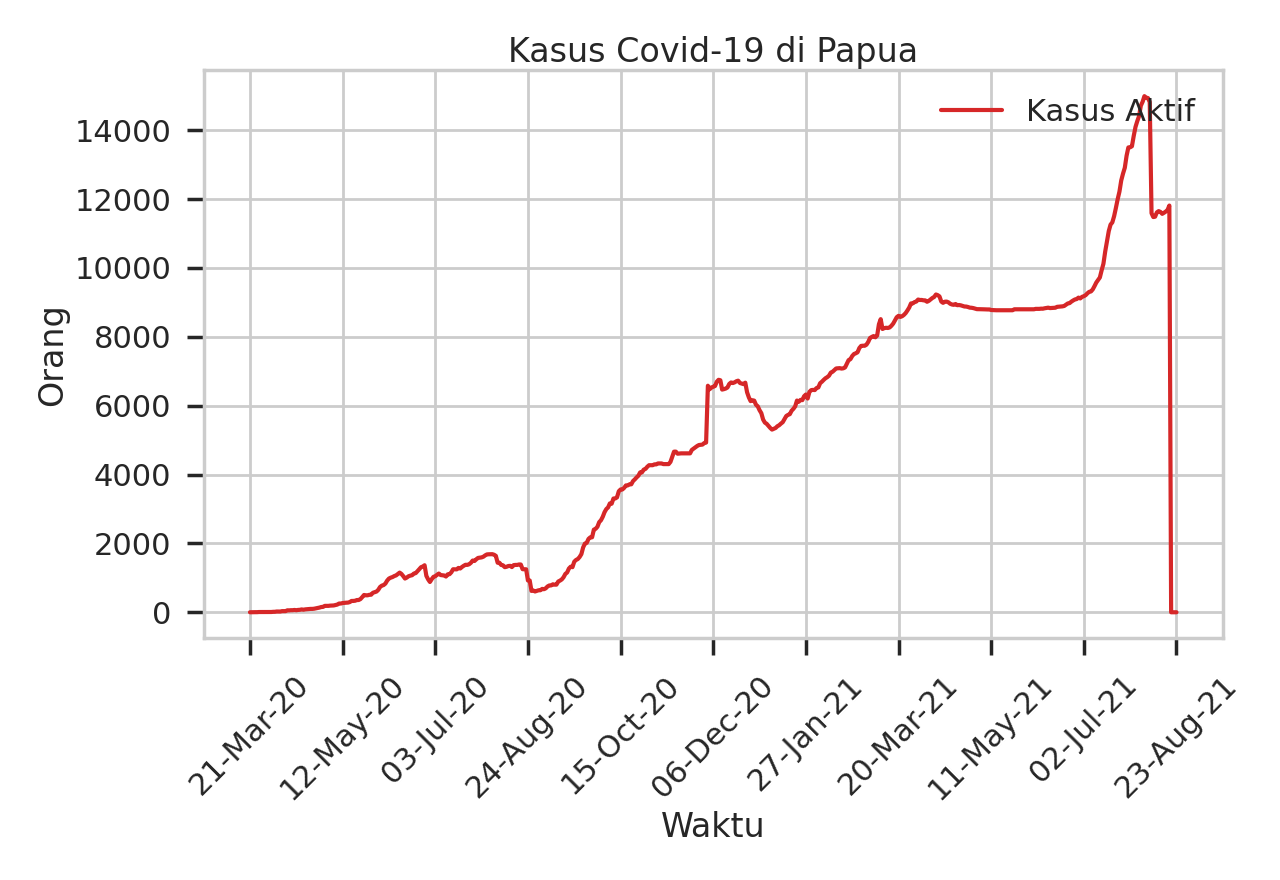 Kasus Covid-19 di Papua
Kasus Aktif
14000
12000
10000
8000
6000
4000
2000
0
Orang
21-Mar-20
12-May-20
03-Jul-20
24-Aug-20
15-Oct-20
06-Dec-20
27-Jan-21
20-Mar-21
11-May-21
02-Jul-21
23-Aug-21
Waktu